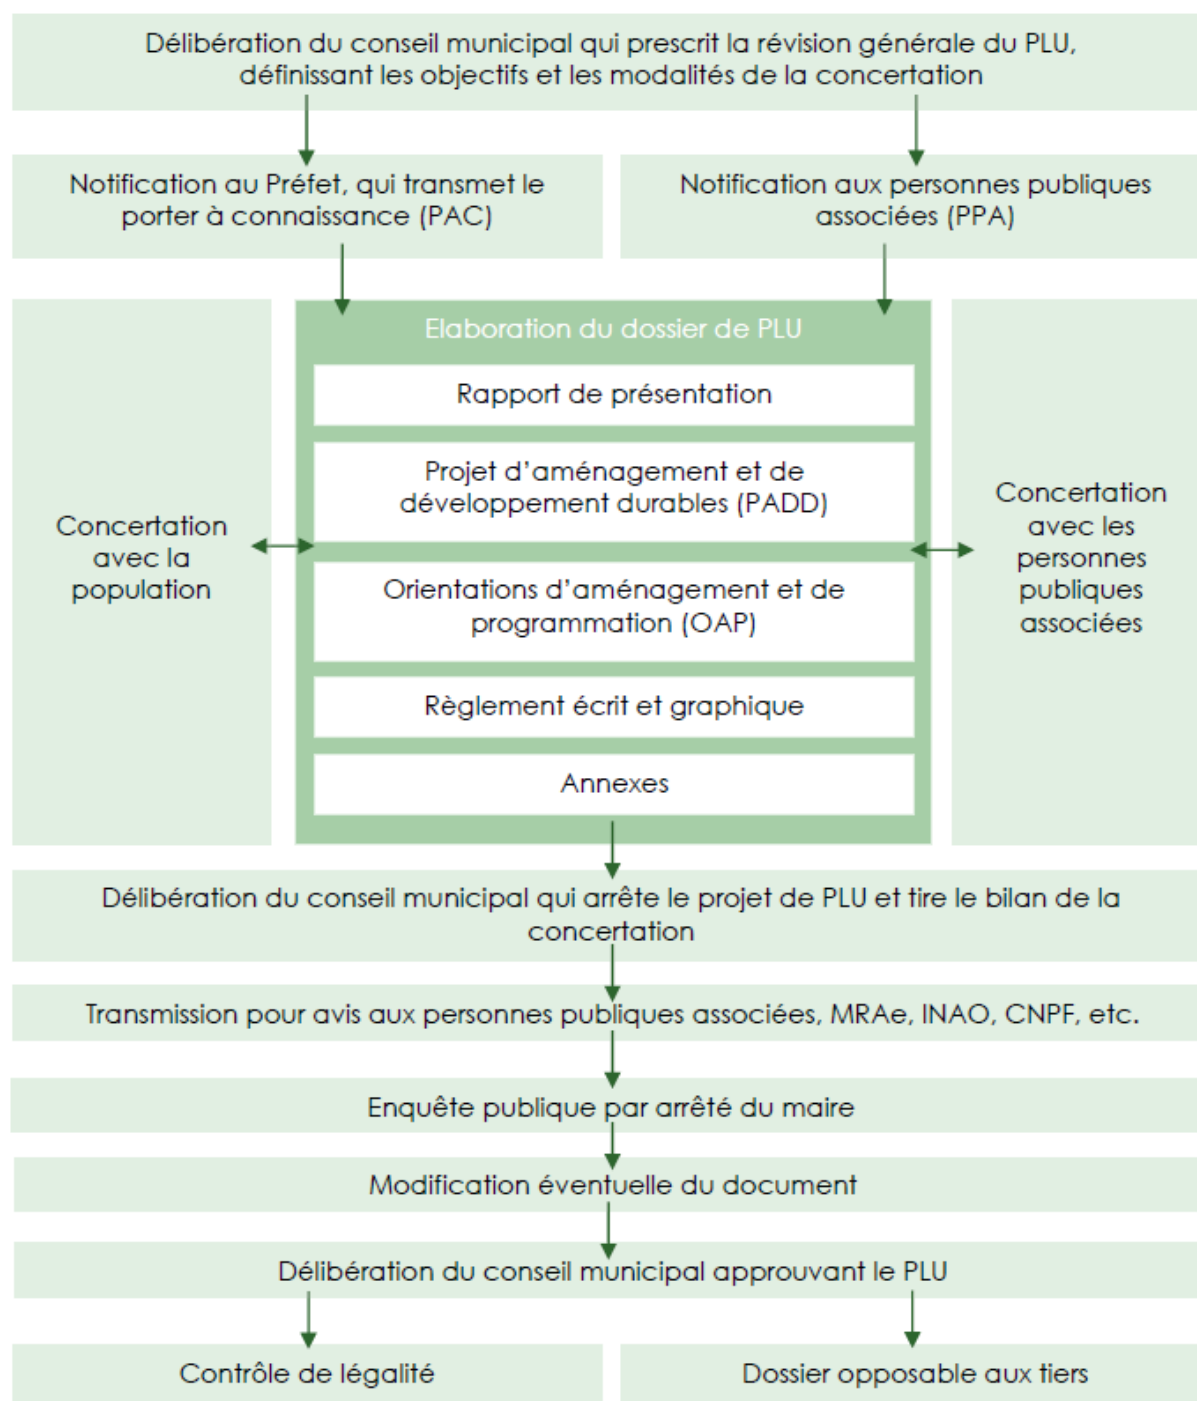 Délibération du conseil municipal qui prescrit la révision générale du PLU,
définissant les objectifs et les modalités de la concertation
Notification au Préfet, qui transmet le
porter à connaissance (PAC)
Notification aux personnes publiques
associées (PPA)
Concertation
avec la
population
Elaboration du dossier de PLU
Rapport de présentation
Projet d'aménagement et de
développement durables (PADD)
Orientations d'aménagement et de
programmation (OAP)
Règlement écrit et graphique
Annexes
Concertation
avec les
personnes
publiques
associées
Délibération du conseil municipal qui arrête le projet de PLU et tire le bilan de la
concertation
Transmission pour avis aux personnes publiques associées, MRAe, INAO, CNPF, etc.
Enquête publique par arrêté du maire
Modification éventuelle du document
Délibération du conseil municipal approuvant le PLU
Contrôle de légalité
Dossier opposable aux tiers